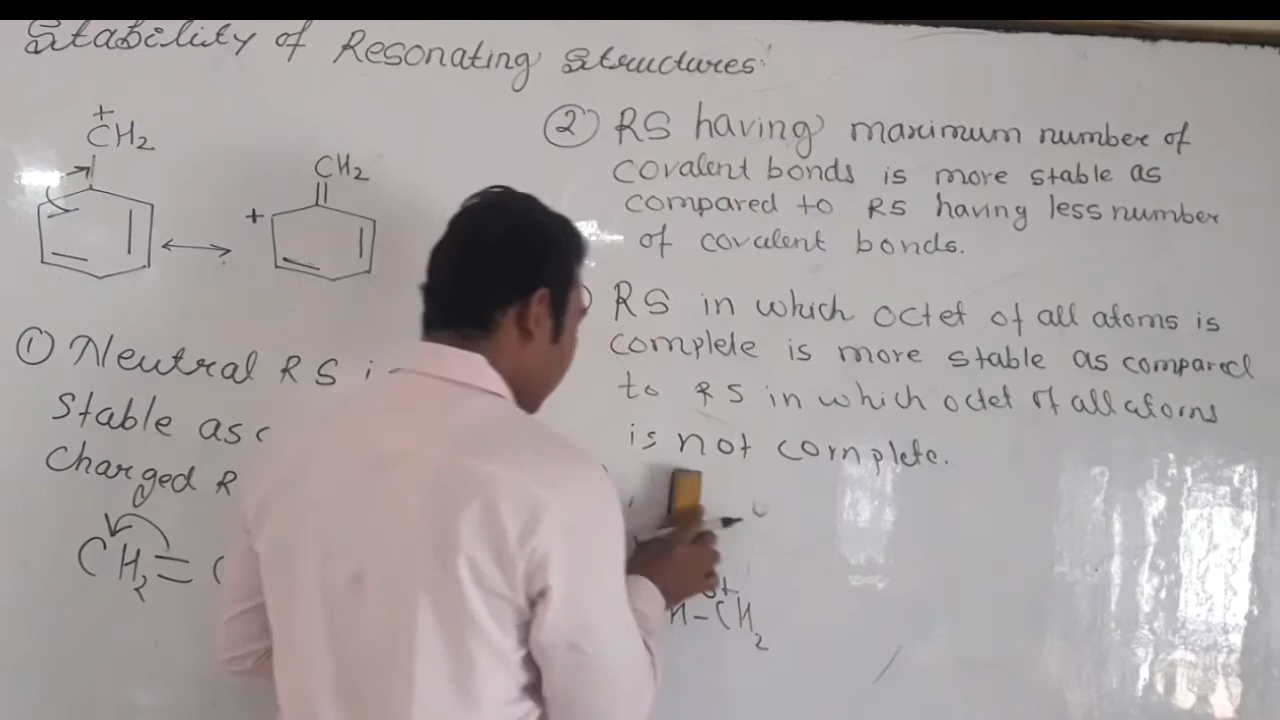 Stability of Resonating Structures
+
CH2
CH2
+
① Neutral RS
stable as
charged R
CH2 =
② RS having maximum number of
covalent bonds is more stable as
compared to RS having less number
of covalent bonds.
RS in which octet of all atoms is
complete is more stable as compared
to RS in which octet of all atoms
is not complete.
+
-CH2